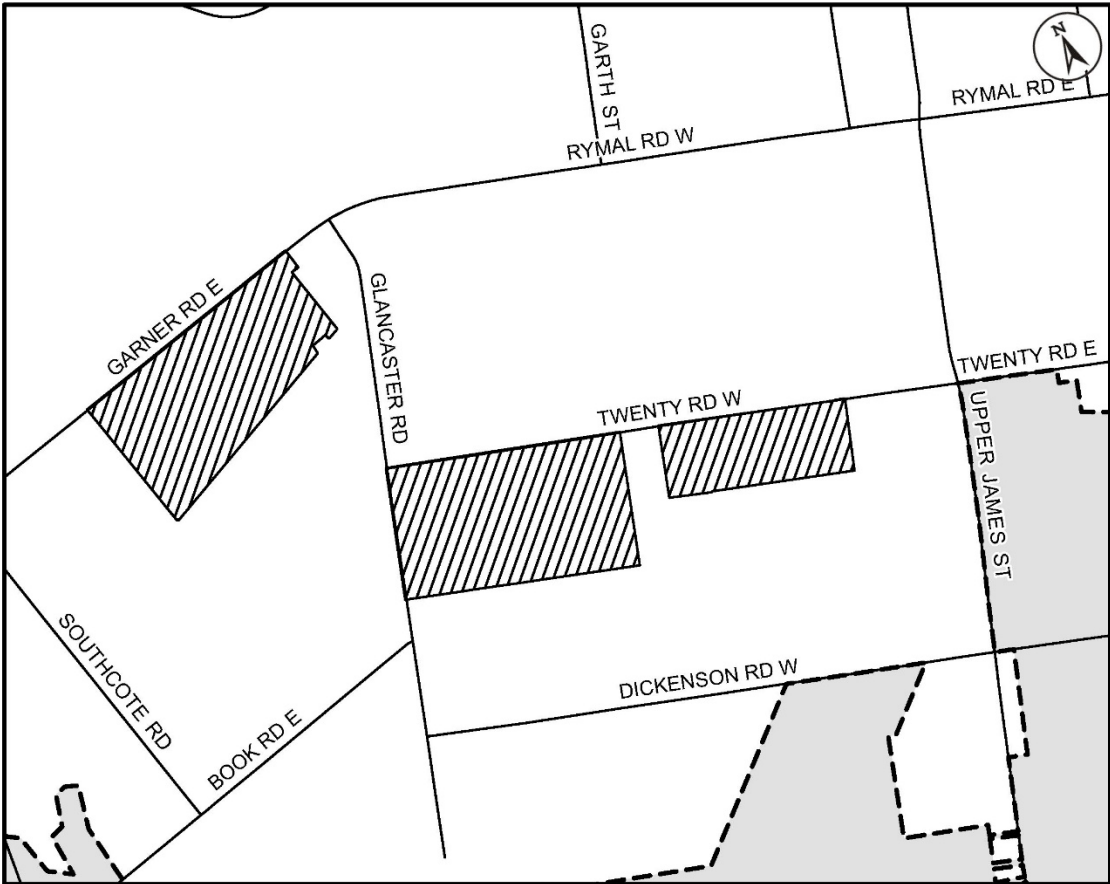 GARTH ST
N
RYMAL RD E
RYMAL RD W
GARNER RD E
GLANCASTER RD
TWENTY RD E
TWENTY RD W
UPPER JAMES ST
SOUTHCOTE RD
DICKENSON RD W
BOOK RD E